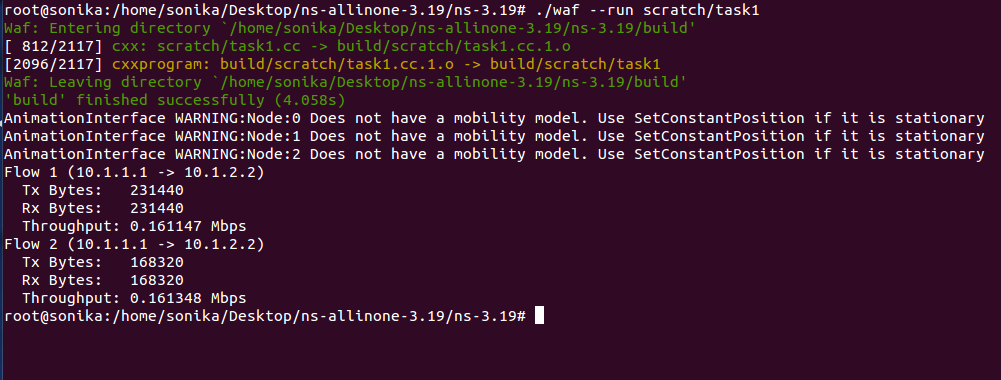 root@sonika:/home/sonika/Desktop/ns-allinone-3.19/ns-3.19# ./waf --run scratch/task1
Waf: Entering directory `/home/sonika/Desktop/ns-allinone-3.19/ns-3.19/build'
[ 812/2117] cxx: scratch/task1.cc -> build/scratch/task1.cc.1.o
[2096/2117] cxxprogram: build/scratch/task1.cc.1.o -> build/scratch/task1
Waf: Leaving directory `/home/sonika/Desktop/ns-allinone-3.19/ns-3.19/build'
'build' finished successfully (4.058s)
AnimationInterface WARNING:Node:0 Does not have a mobility model. Use SetConstantPosition if it is stationary
AnimationInterface WARNING:Node:1 Does not have a mobility model. Use SetConstantPosition if it is stationary
AnimationInterface WARNING:Node:2 Does not have a mobility model. Use SetConstantPosition if it is stationary
Flow 1 (10.1.1.1 -> 10.1.2.2)
  Tx Bytes:   231440
  Rx Bytes:   231440
  Throughput: 0.161147 Mbps
Flow 2 (10.1.1.1 -> 10.1.2.2)
  Tx Bytes:   168320
  Rx Bytes:   168320
  Throughput: 0.161348 Mbps
root@sonika:/home/sonika/Desktop/ns-allinone-3.19/ns-3.19#